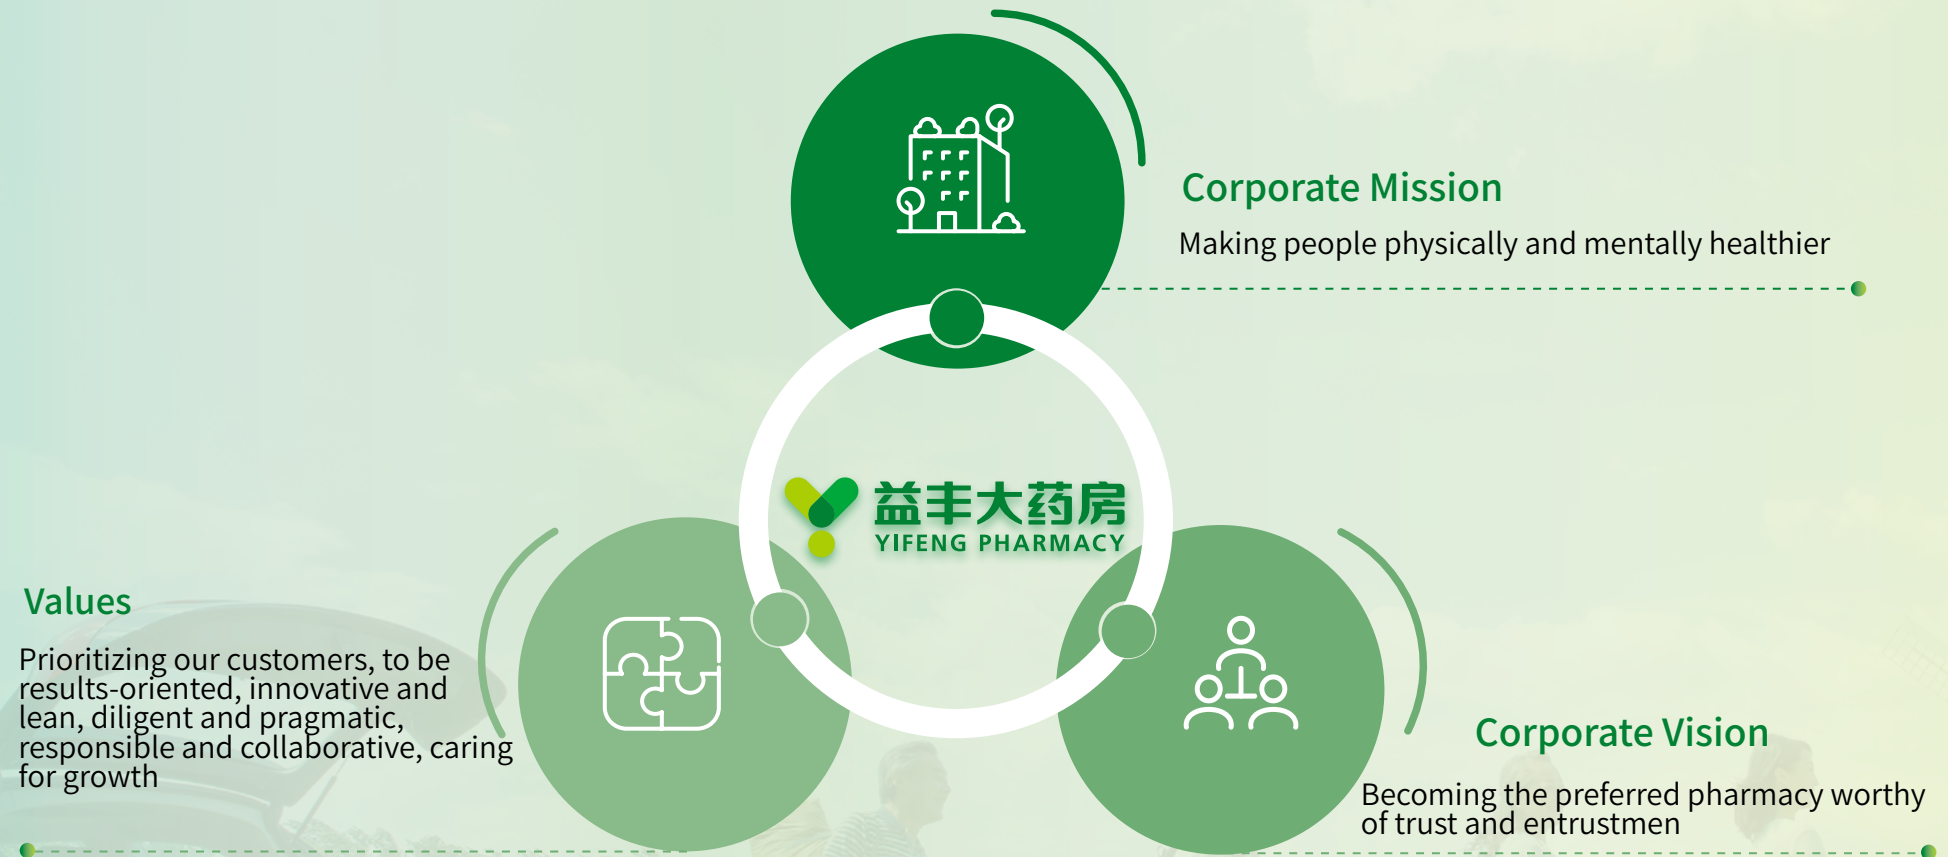 Corporate Mission
Making people physically and mentally healthier
益丰大药房
YIFENG PHARMACY
Values
Prioritizing our customers, to be
results-oriented, innovative and
lean, diligent and pragmatic,
responsible and collaborative, caring
for growth
Corporate Vision
Becoming the preferred pharmacy worthy
of trust and entrustmen